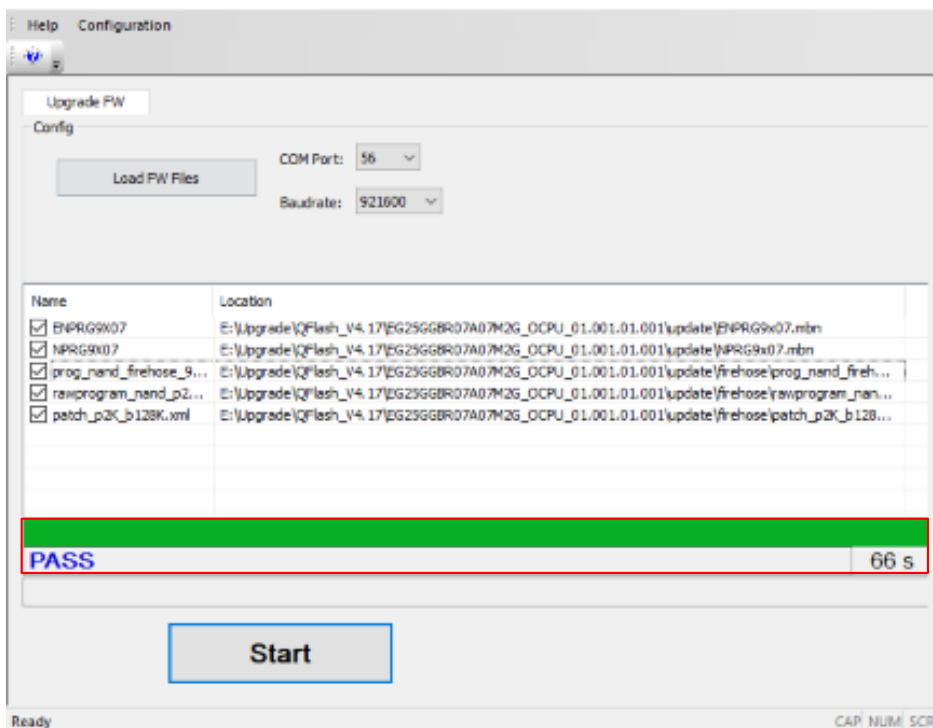 Help Configuration
Upgrade FW
Config
Load FW Files
COM Port: 56
Baudrate: 921600
Name Location
ENPRG9X07 E:\Upgrade\QFlash_V4.17\EG25GGBR07A07M2G_OCPU_01.001.01.001\update\ENPRG9x07.mbn
NPRG9X07 E:\Upgrade\QFlash_V4.17\EG25GGBR07A07M2G_OCPU_01.001.01.001\update\NPRG9x07.mbn
prog_nand_firehose_9... E:\Upgrade\QFlash_V4.17\EG25GGBR07A07M2G_OCPU_01.001.01.001\update\firehose\prog_nand_fireh...
rawprogram_nand_p2... E:\Upgrade\QFlash_V4.17\EG25GGBR07A07M2G_OCPU_01.001.01.001\update\firehose\rawprogram_nan...
patch_p2K_b128K.xml E:\Upgrade\QFlash_V4.17\EG25GGBR07A07M2G_OCPU_01.001.01.001\update\firehose\patch_p2K_b128...
PASS 66 s
Start
Ready CAP NUM SCR